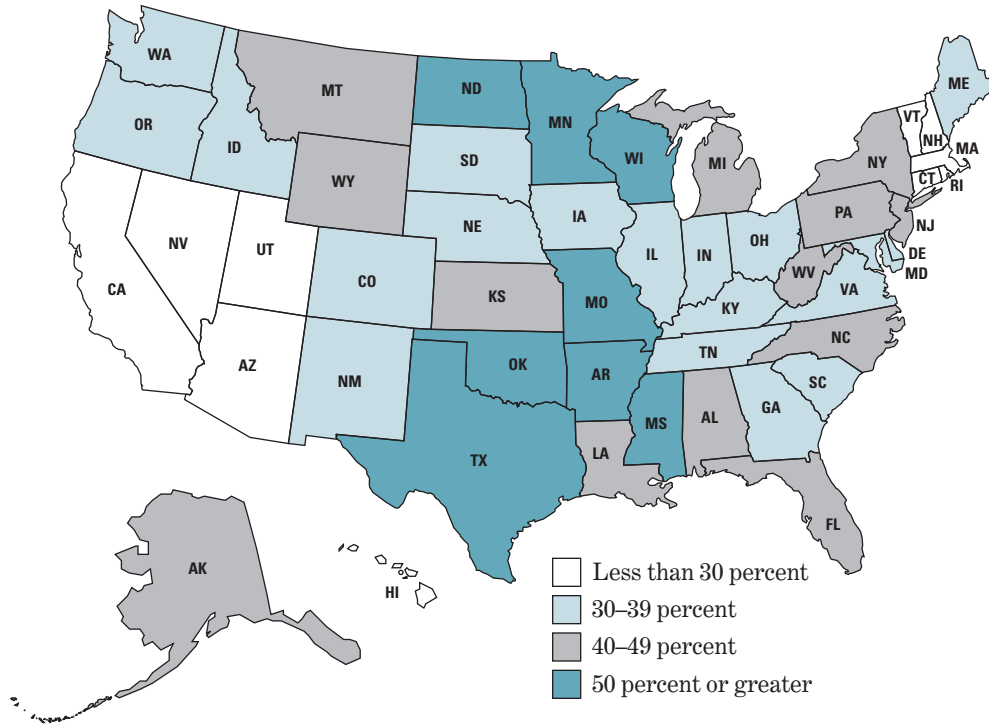 WA
MT
ND
MN
ME
VT
NH
MA
OR
ID
SD
WI
MI
NY
CT
RI
WY
IA
PA
NJ
NE
IL
IN
OH
DE
MD
NV
UT
CO
KS
MO
KY
WV
VA
CA
AZ
NM
OK
AR
TN
NC
SC
MS
AL
GA
TX
LA
FL
AK
HI
Less than 30 percent
30–39 percent
40–49 percent
50 percent or greater